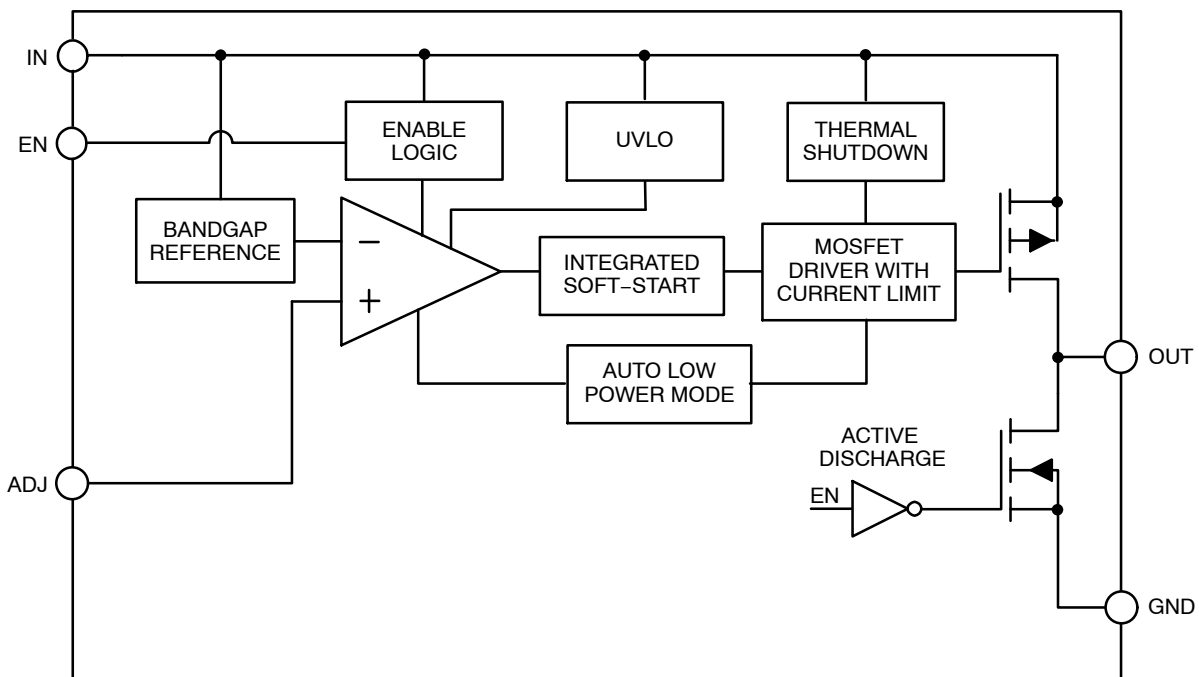 IN
EN
ENABLE
LOGIC
UVLO
THERMAL
SHUTDOWN
BANDGAP
REFERENCE
−
+
INTEGRATED
SOFT−START
MOSFET
DRIVER WITH
CURRENT LIMIT
AUTO LOW
POWER MODE
OUT
ACTIVE
DISCHARGE
ADJ
EN
GND